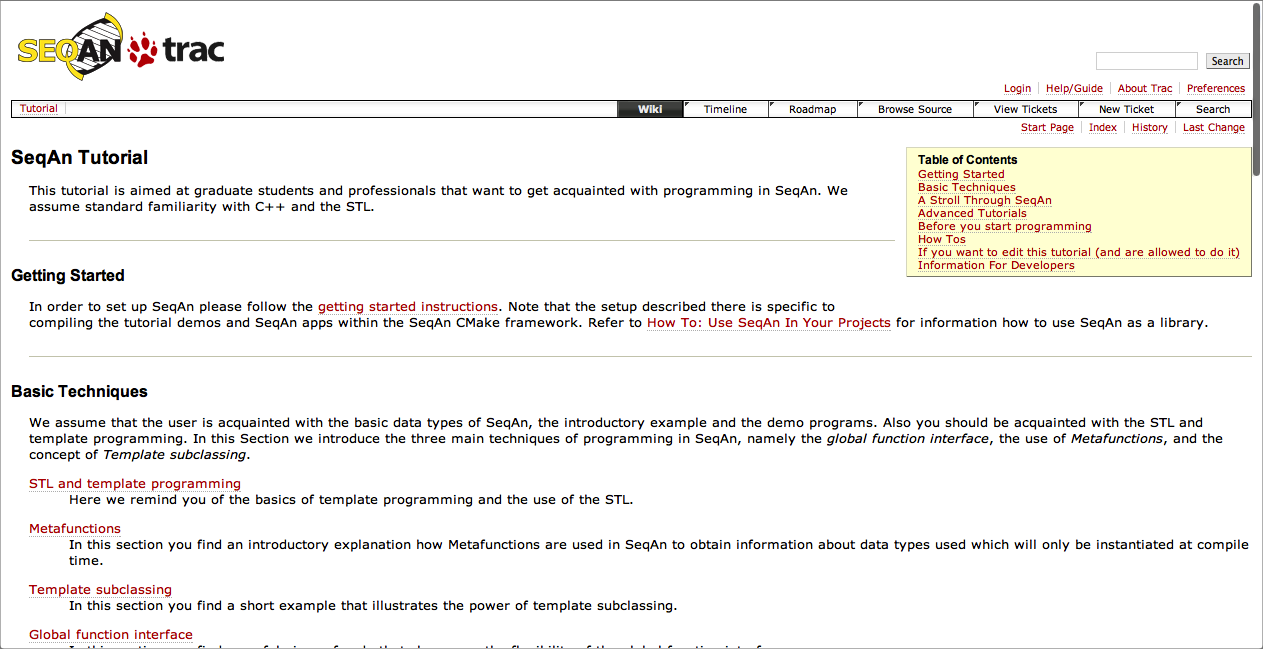 SEQAN trac
Search
Login Help/Guide About Trac Preferences
Tutorial Wiki Timeline Roadmap Browse Source View Tickets New Ticket Search
Start Page Index History Last Change
SeqAn Tutorial
This tutorial is aimed at graduate students and professionals that want to get acquainted with programming in SeqAn. We
assume standard familiarity with C++ and the STL.
Table of Contents
Getting Started
Basic Techniques
A Stroll Through SeqAn
Advanced Tutorials
Before you start programming
How Tos
If you want to edit this tutorial (and are allowed to do it)
Information For Developers
Getting Started
In order to set up SeqAn please follow the getting started instructions. Note that the setup described there is specific to
compiling the tutorial demos and SeqAn apps within the SeqAn CMake framework. Refer to How To: Use SeqAn In Your Projects for information how to use SeqAn as a library.
Basic Techniques
We assume that the user is acquainted with the basic data types of SeqAn, the introductory example and the demo programs. Also you should be acquainted with the STL and
template programming. In this Section we introduce the three main techniques of programming in SeqAn, namely the global function interface, the use of Metafunctions, and the
concept of Template subclassing.
STL and template programming
Here we remind you of the basics of template programming and the use of the STL.
Metafunctions
In this section you find an introductory explanation how Metafunctions are used in SeqAn to obtain information about data types used which will only be instantiated at compile
time.
Template subclassing
In this section you find a short example that illustrates the power of template subclassing.
Global function interface